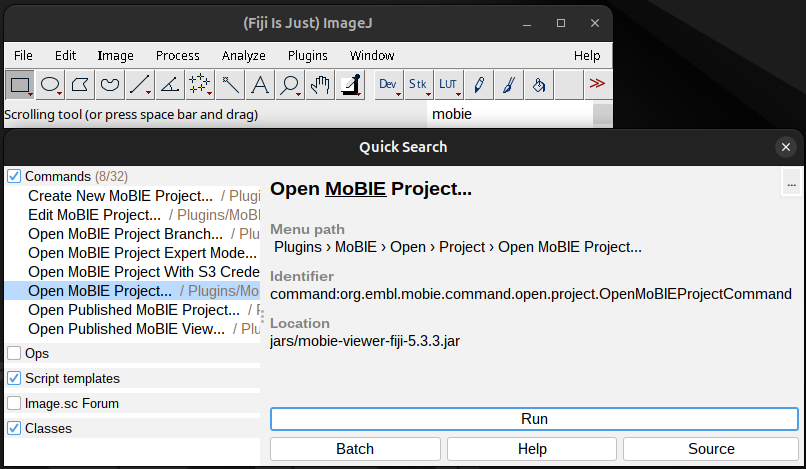 (Fiji Is Just) ImageJ
File Edit Image Process Analyze Plugins Window Help
A Dev Stk LUT >>
Scrolling tool (or press space bar and drag) mobie
Quick Search
Commands (8/32)
Create New MoBIE Project... / Plugi
Edit MoBIE Project... / Plugins/MoBI
Open MoBIE Project Branch... / Plu
Open MoBIE Project Expert Mode...
Open MoBIE Project With S3 Crede
Open MoBIE Project... / Plugins/Mo
Open Published MoBIE Project... /
Open Published MoBIE View... / Plu
Ops
Script templates
Image.sc Forum
Classes
Open MoBIE Project...
...
Menu path
Plugins › MoBIE › Open › Project › Open MoBIE Project...
Identifier
command:org.embl.mobie.command.open.project.OpenMoBIEProjectCommand
Location
jars/mobie-viewer-fiji-5.3.3.jar
Run
Batch Help Source